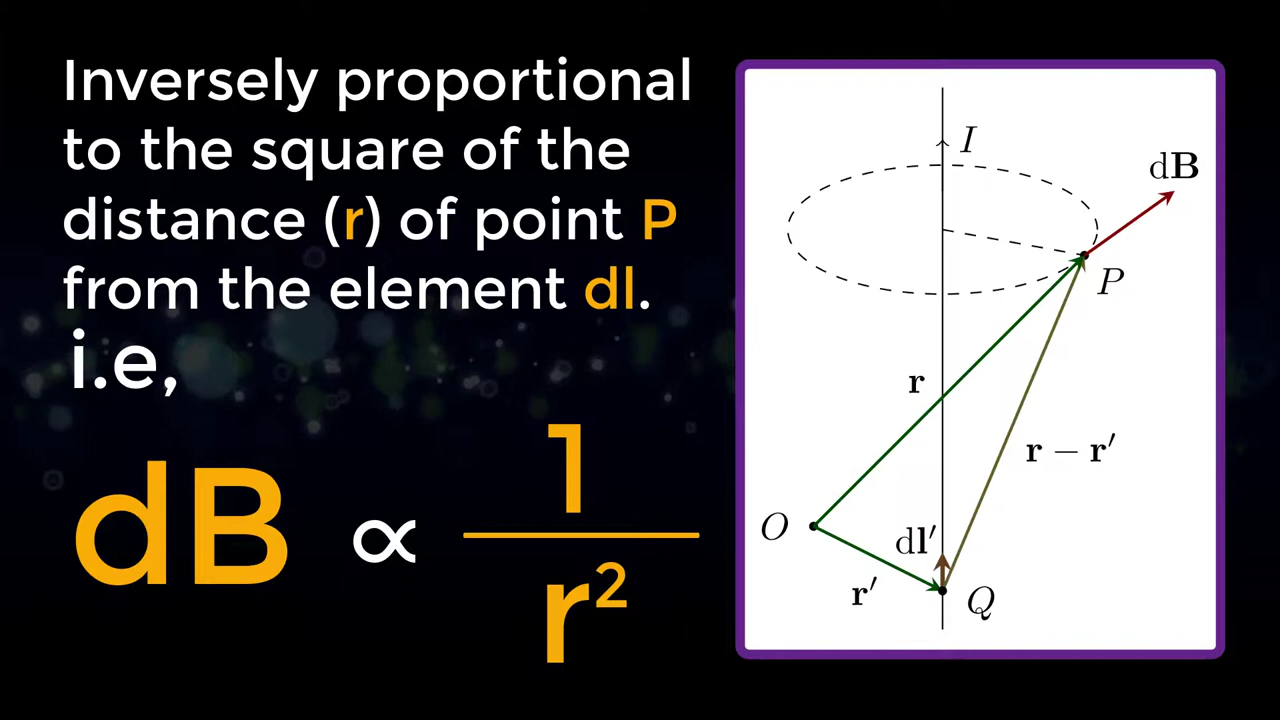 Inversely proportional
to the square of the
distance (r) of point P
from the element dl.
i.e,
dB ∝ 1/r²
I
dB
P
r
r − r′
O
dl′
r′
Q